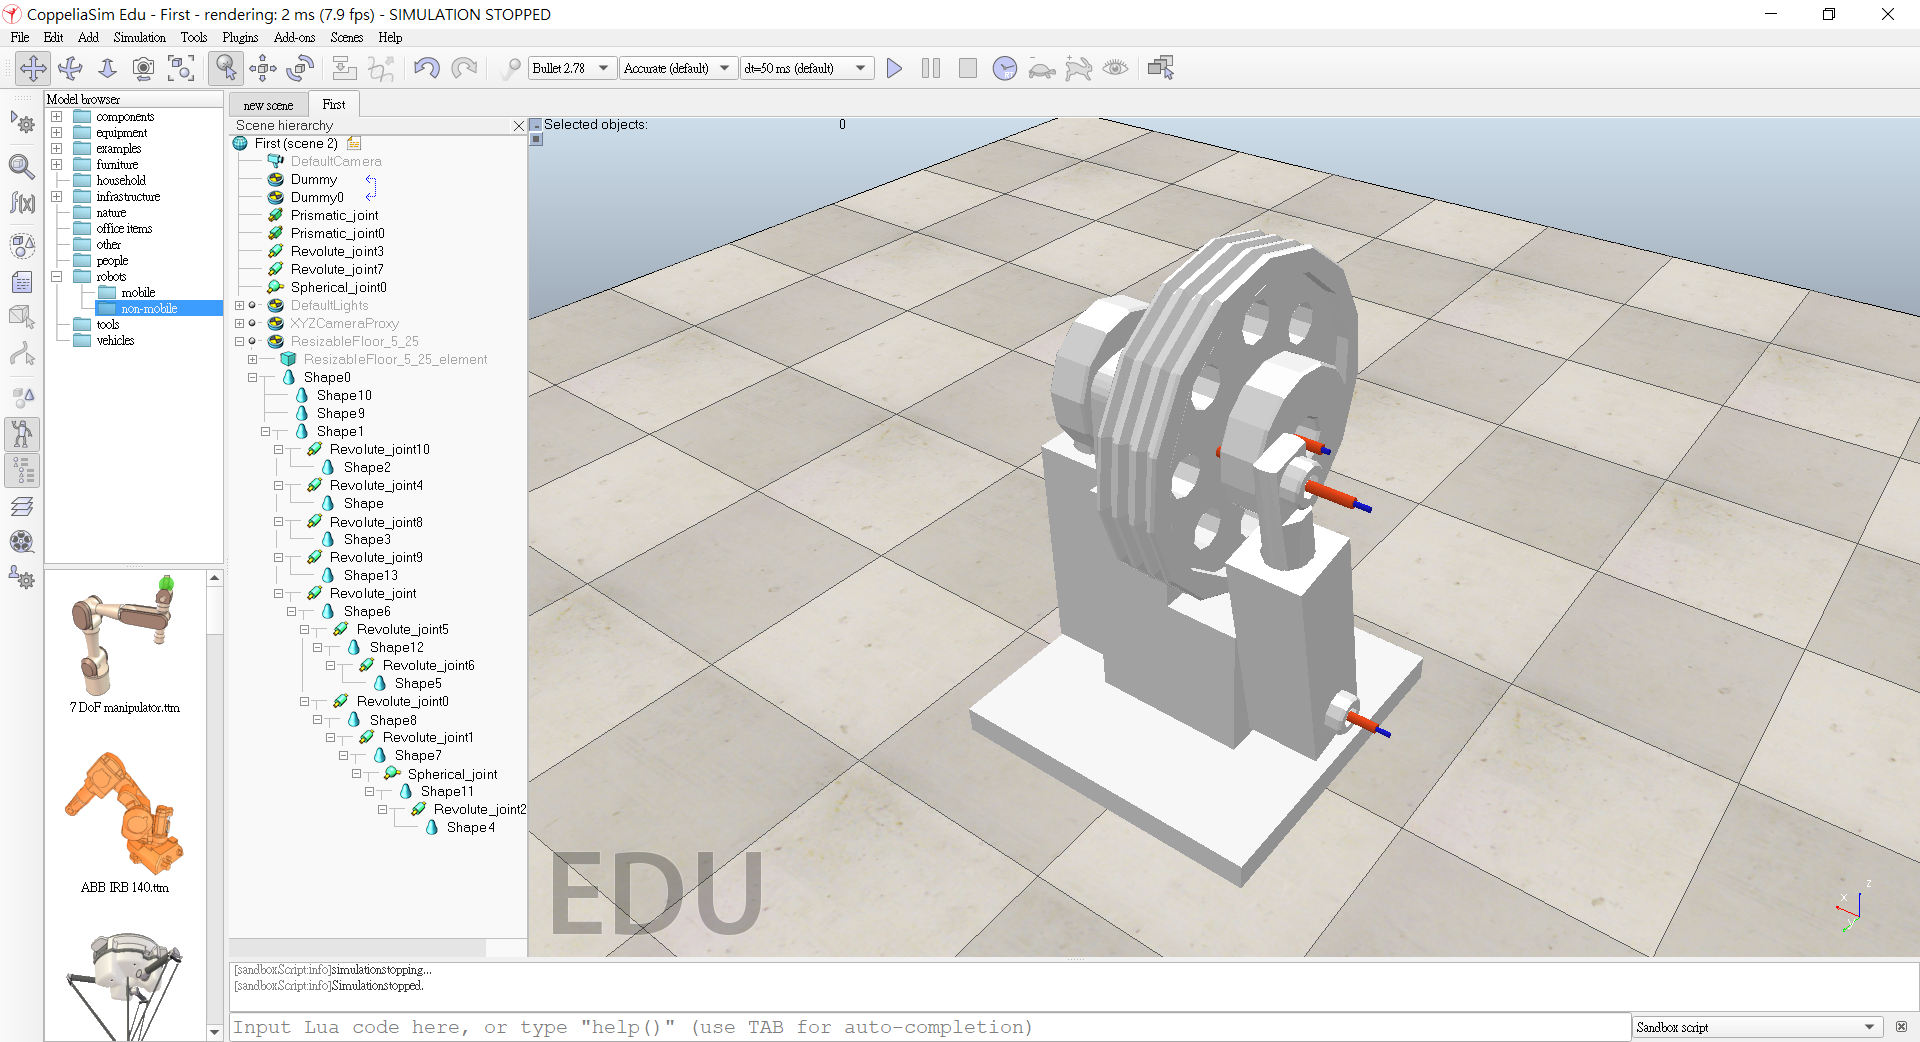 CoppeliaSim Edu - First - rendering: 2 ms (7.9 fps) - SIMULATION STOPPED
File Edit Add Simulation Tools Plugins Add-ons Scenes Help
Bullet 2.78 Accurate (default) dt=50 ms (default) RT
Model browser
components
equipment
examples
furniture
household
infrastructure
nature
office items
other
people
robots
mobile
non-mobile
tools
vehicles
7 DoF manipulator.ttm
ABB IRB 140.ttm
new scene First
Scene hierarchy
First (scene 2)
DefaultCamera
Dummy
Dummy0
Prismatic_joint
Prismatic_joint0
Revolute_joint3
Revolute_joint7
Spherical_joint0
DefaultLights
XYZCameraProxy
ResizableFloor_5_25
ResizableFloor_5_25_element
Shape0
Shape10
Shape9
Shape1
Revolute_joint10
Shape2
Revolute_joint4
Shape
Revolute_joint8
Shape3
Revolute_joint9
Shape13
Revolute_joint
Shape6
Revolute_joint5
Shape12
Revolute_joint6
Shape5
Revolute_joint0
Shape8
Revolute_joint1
Shape7
Spherical_joint
Shape11
Revolute_joint2
Shape4
Selected objects: 0
EDU
x
y
z
[sandboxScript:info]simulationstopping...
[sandboxScript:info]Simulationstopped.
Input Lua code here, or type "help()" (use TAB for auto-completion)
Sandbox script
f(x)